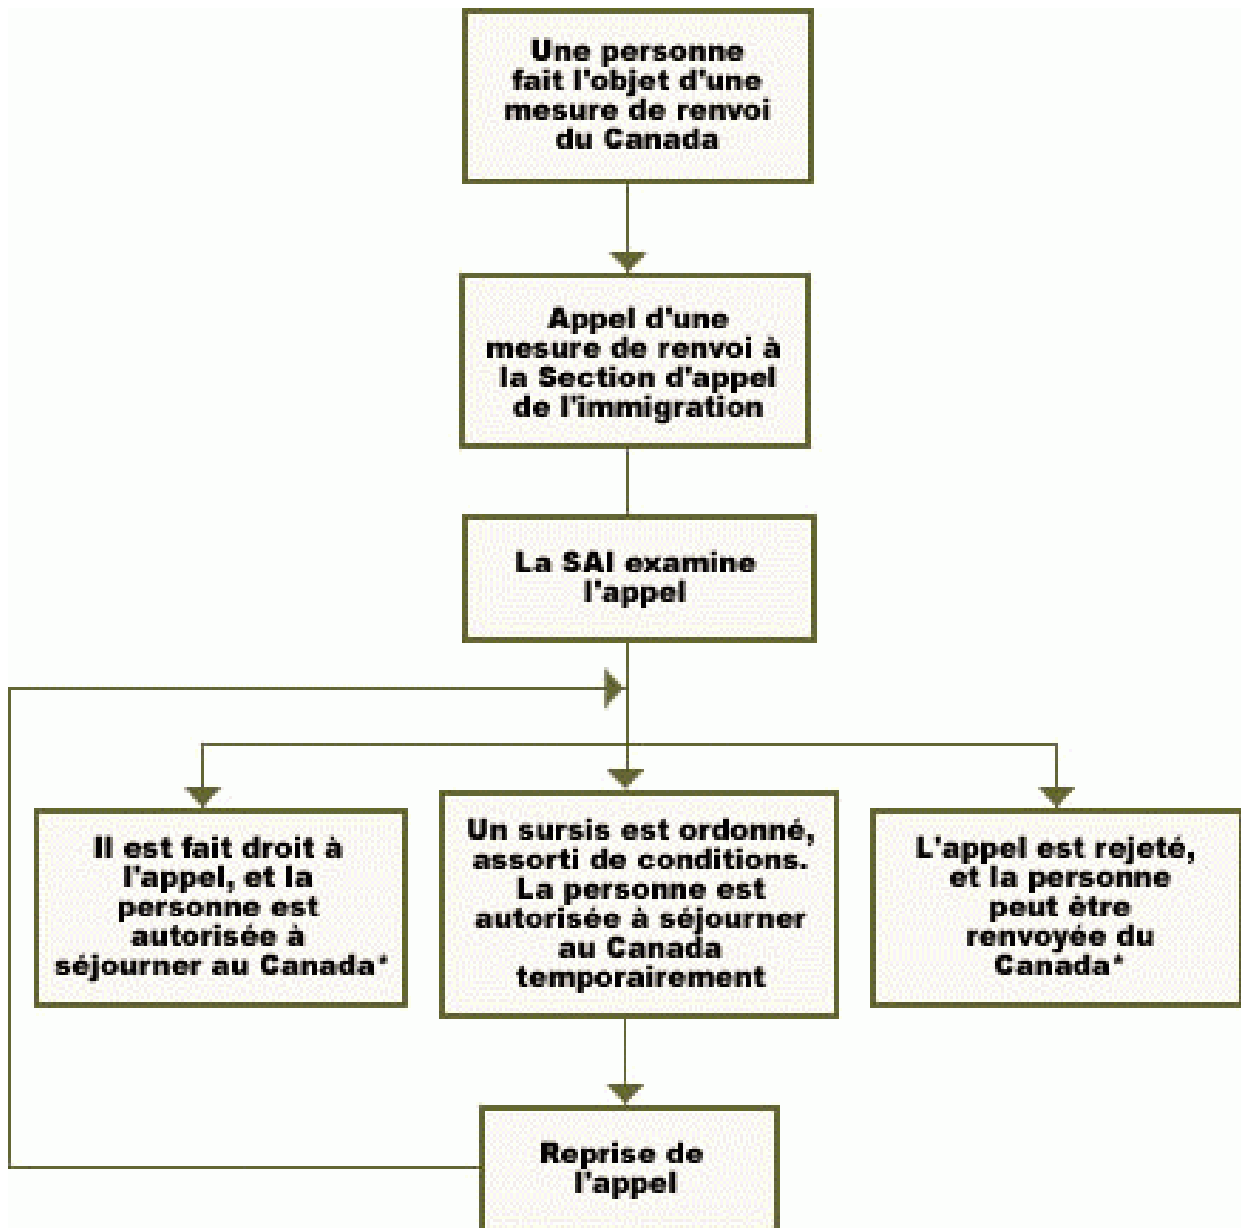 Une personne
fait l'objet d'une
mesure de renvoi
du Canada
Appel d'une
mesure de renvoi à
la Section d'appel
de l'immigration
La SAI examine
l'appel
Il est fait droit à
l'appel, et la
personne est
autorisée à
séjourner au Canada*
Un sursis est ordonné,
assorti de conditions.
La personne est
autorisée à séjourner
au Canada
temporairement
L'appel est rejeté,
et la personne
peut être
renvoyée du
Canada*
Reprise de
l'appel